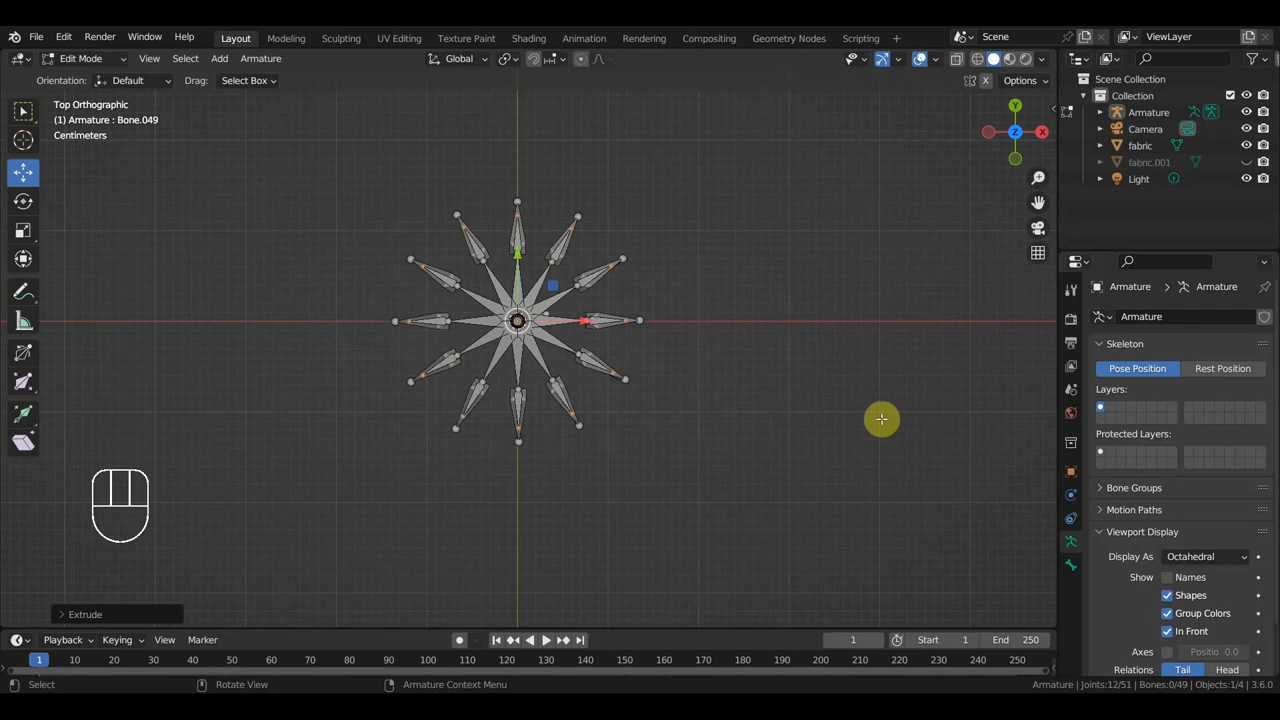 File Edit Render Window Help Layout Modeling Sculpting UV Editing Texture Paint Shading Animation Rendering Compositing Geometry Nodes Scripting + Scene ViewLayer
Edit Mode View Select Add Armature Global Options
Orientation: Default Drag: Select Box X
Top Orthographic
(1) Armature : Bone.049
Centimeters
Y
X
Z
Scene Collection
Collection
Armature
Camera
fabric
fabric.001
Light
Armature > Armature
Armature
Skeleton
Pose Position Rest Position
Layers:
Protected Layers:
Bone Groups
Motion Paths
Viewport Display
Display As Octahedral
Show Names
Shapes
Group Colors
In Front
Axes Positio 0.0
Relations Tail Head
> Extrude
Playback Keying View Marker 1 Start 1 End 250
1 10 20 30 40 50 60 70 80 90 100 110 120 130 140 150 160 170 180 190 200 210 220 230 240 250
Select Rotate View Armature Context Menu Armature | Joints:12/51 | Bones:0/49 | Objects:1/4 | 3.6.0